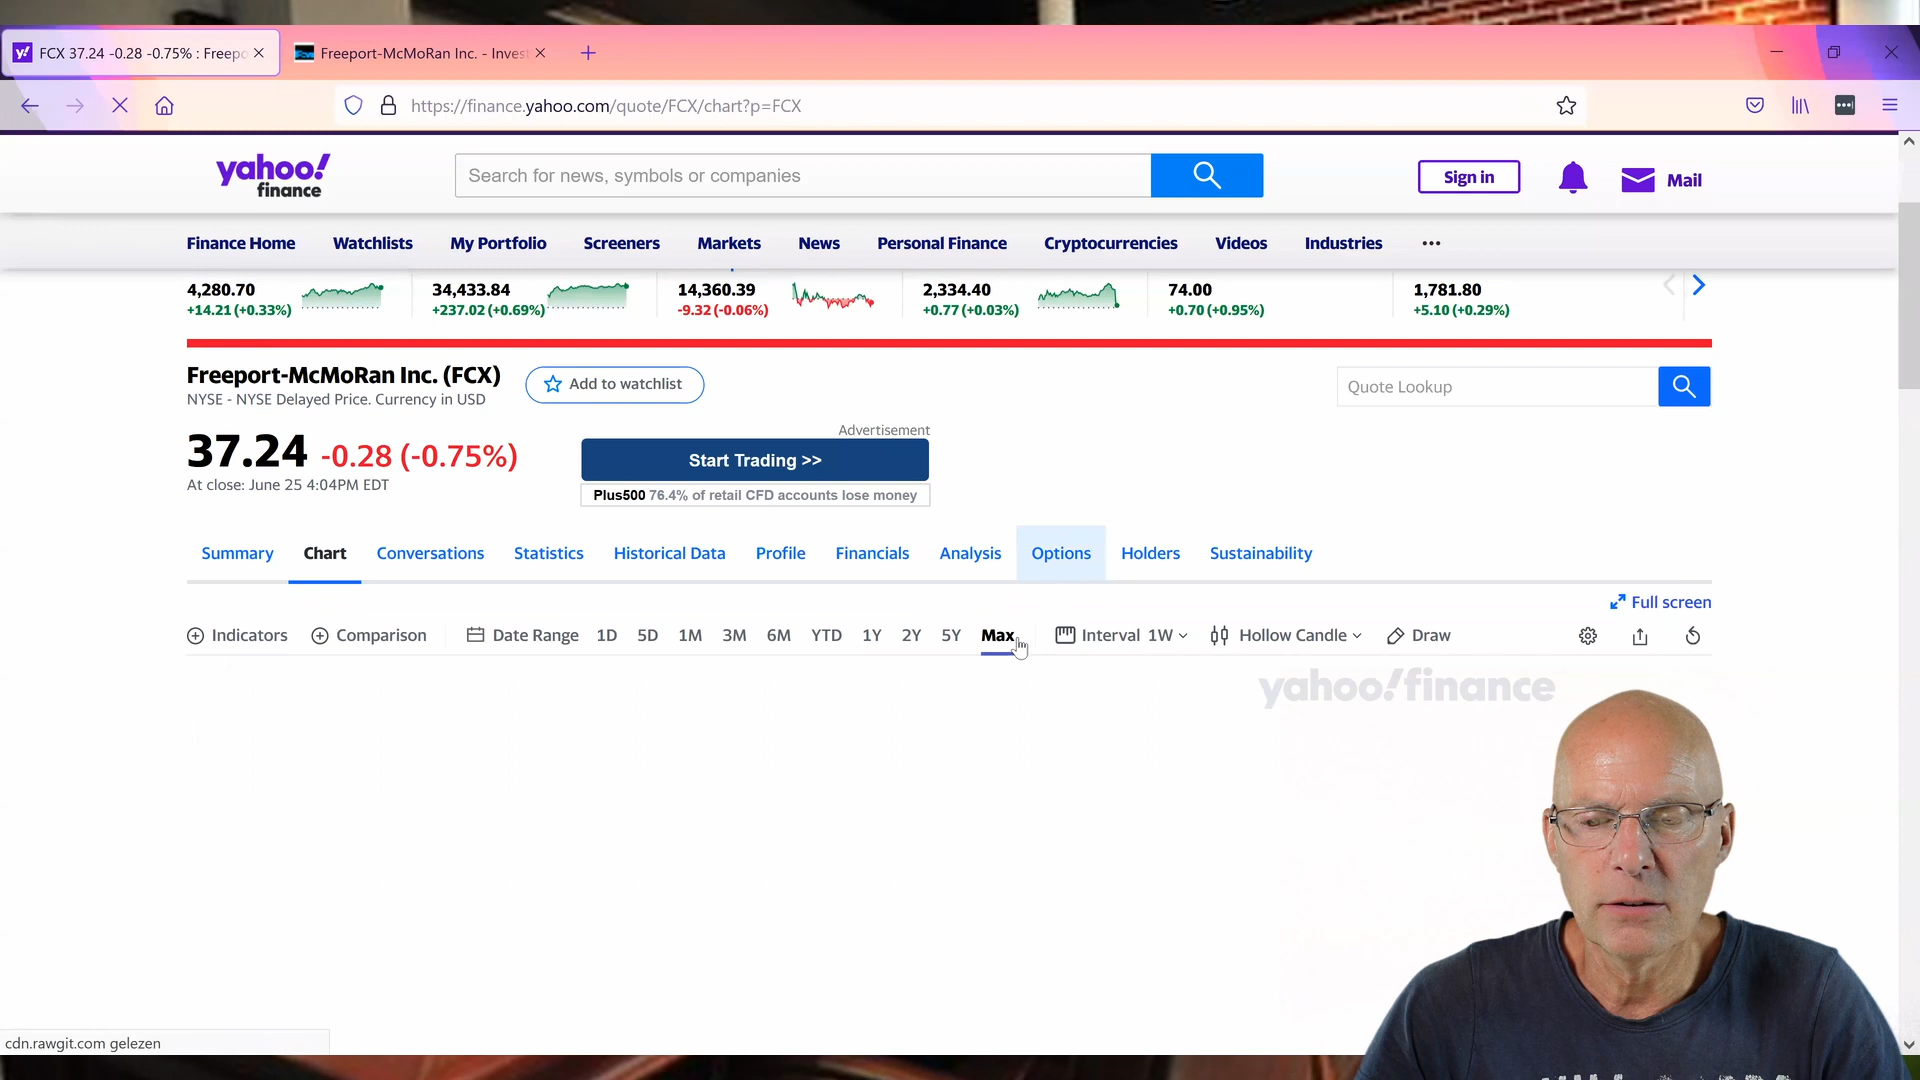 FCX 37.24 -0.28 -0.75% : Freepo
Freeport-McMoRan Inc. - Invest
https://finance.yahoo.com/quote/FCX/chart?p=FCX
yahoo!
finance
Search for news, symbols or companies
Sign in
Mail
Finance Home Watchlists My Portfolio Screeners Markets News Personal Finance Cryptocurrencies Videos Industries •••
4,280.70 34,433.84 14,360.39 2,334.40 74.00 1,781.80
+14.21 (+0.33%) +237.02 (+0.69%) -9.32 (-0.06%) +0.77 (+0.03%) +0.70 (+0.95%) +5.10 (+0.29%)
Freeport-McMoRan Inc. (FCX)
Add to watchlist
Quote Lookup
NYSE - NYSE Delayed Price. Currency in USD
Advertisement
37.24 -0.28 (-0.75%)
Start Trading >>
At close: June 25 4:04PM EDT
Plus500 76.4% of retail CFD accounts lose money
Summary Chart Conversations Statistics Historical Data Profile Financials Analysis Options Holders Sustainability
Full screen
Indicators Comparison Date Range 1D 5D 1M 3M 6M YTD 1Y 2Y 5Y Max Interval 1W Hollow Candle Draw
yahoo!finance
cdn.rawgit.com gelezen